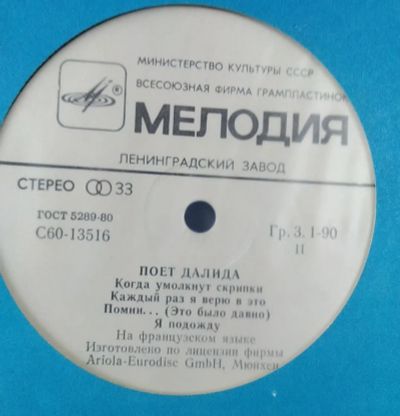 МИНИСТЕРСТВО КУЛЬТУРЫ СССР
ВСЕСОЮЗНАЯ ФИРМА ГРАМПЛАСТИНОК
МЕЛОДИЯ
ЛЕНИНГРАДСКИЙ ЗАВОД
СТЕРЕО 33
ГОСТ 5289-80
С60-13516
Гр. 3. 1-90
II
ПОЕТ ДАЛИДА
Когда умолкнут скрипки
Каждый раз я верю в это
Помни... (Это было давно)
Я подожду
На французском языке
Изготовлено по лицензии фирмы
Ariola-Eurodisc GmbH, Мюнхен